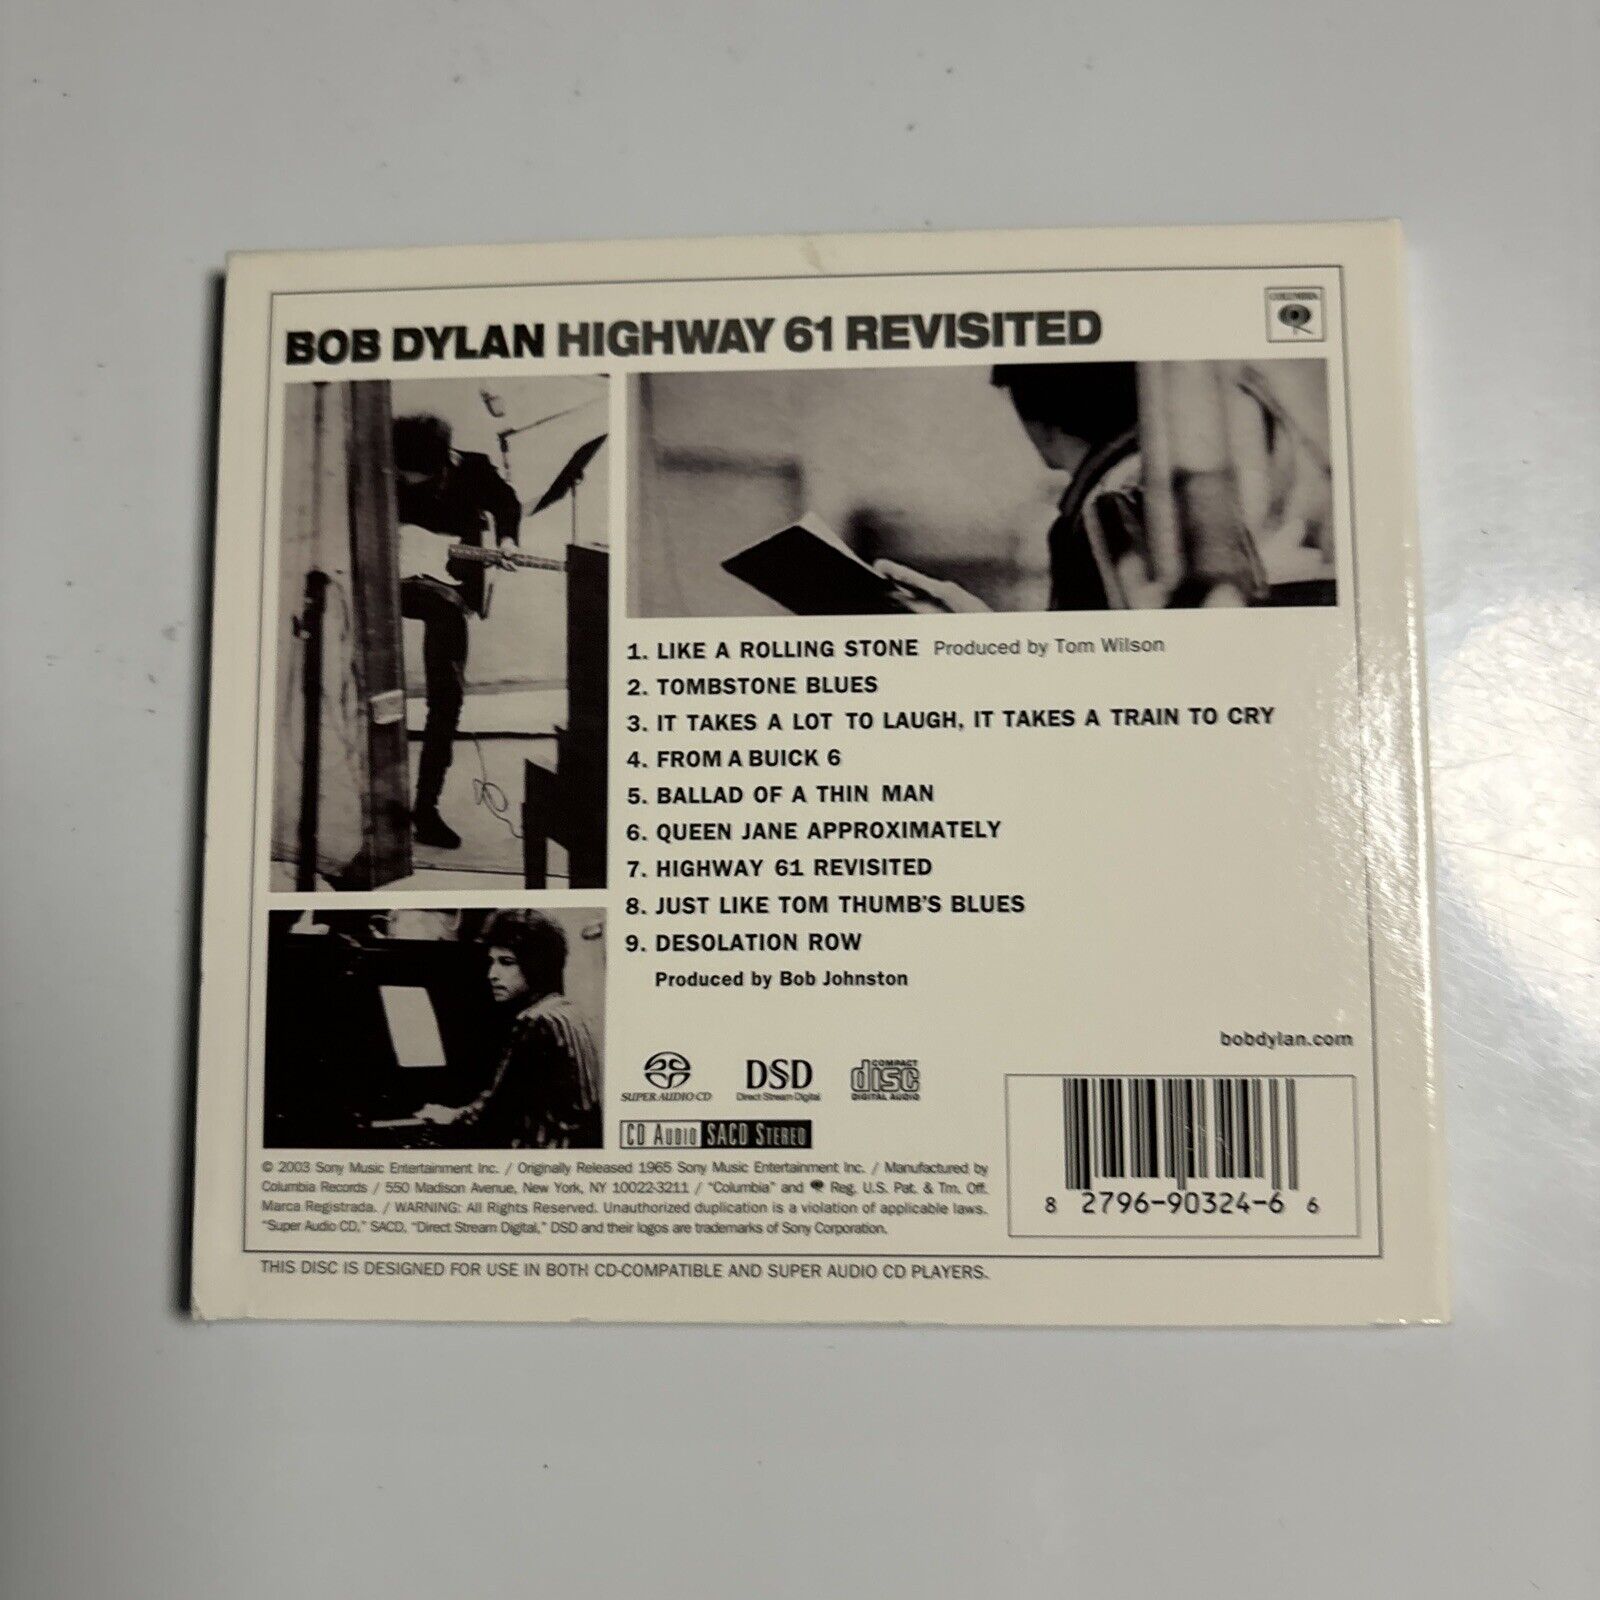 BOB DYLAN HIGHWAY 61 REVISITED
COLUMBIA
1. LIKE A ROLLING STONE Produced by Tom Wilson
2. TOMBSTONE BLUES
3. IT TAKES A LOT TO LAUGH, IT TAKES A TRAIN TO CRY
4. FROM A BUICK 6
5. BALLAD OF A THIN MAN
6. QUEEN JANE APPROXIMATELY
7. HIGHWAY 61 REVISITED
8. JUST LIKE TOM THUMB'S BLUES
9. DESOLATION ROW
Produced by Bob Johnston
bobdylan.com
SUPER AUDIO CD
DSD
Direct Stream Digital
COMPACT
disc
DIGITAL AUDIO
CD AUDIO SACD STEREO
© 2003 Sony Music Entertainment Inc. / Originally Released 1965 Sony Music Entertainment Inc. / Manufactured by
Columbia Records / 550 Madison Avenue, New York, NY 10022-3211 / "Columbia" and Reg. U.S. Pat. & Tm. Off.
Marca Registrada. / WARNING: All Rights Reserved. Unauthorized duplication is a violation of applicable laws.
"Super Audio CD," SACD, "Direct Stream Digital," DSD and their logos are trademarks of Sony Corporation.
8 2796-90324-6 6
THIS DISC IS DESIGNED FOR USE IN BOTH CD-COMPATIBLE AND SUPER AUDIO CD PLAYERS.